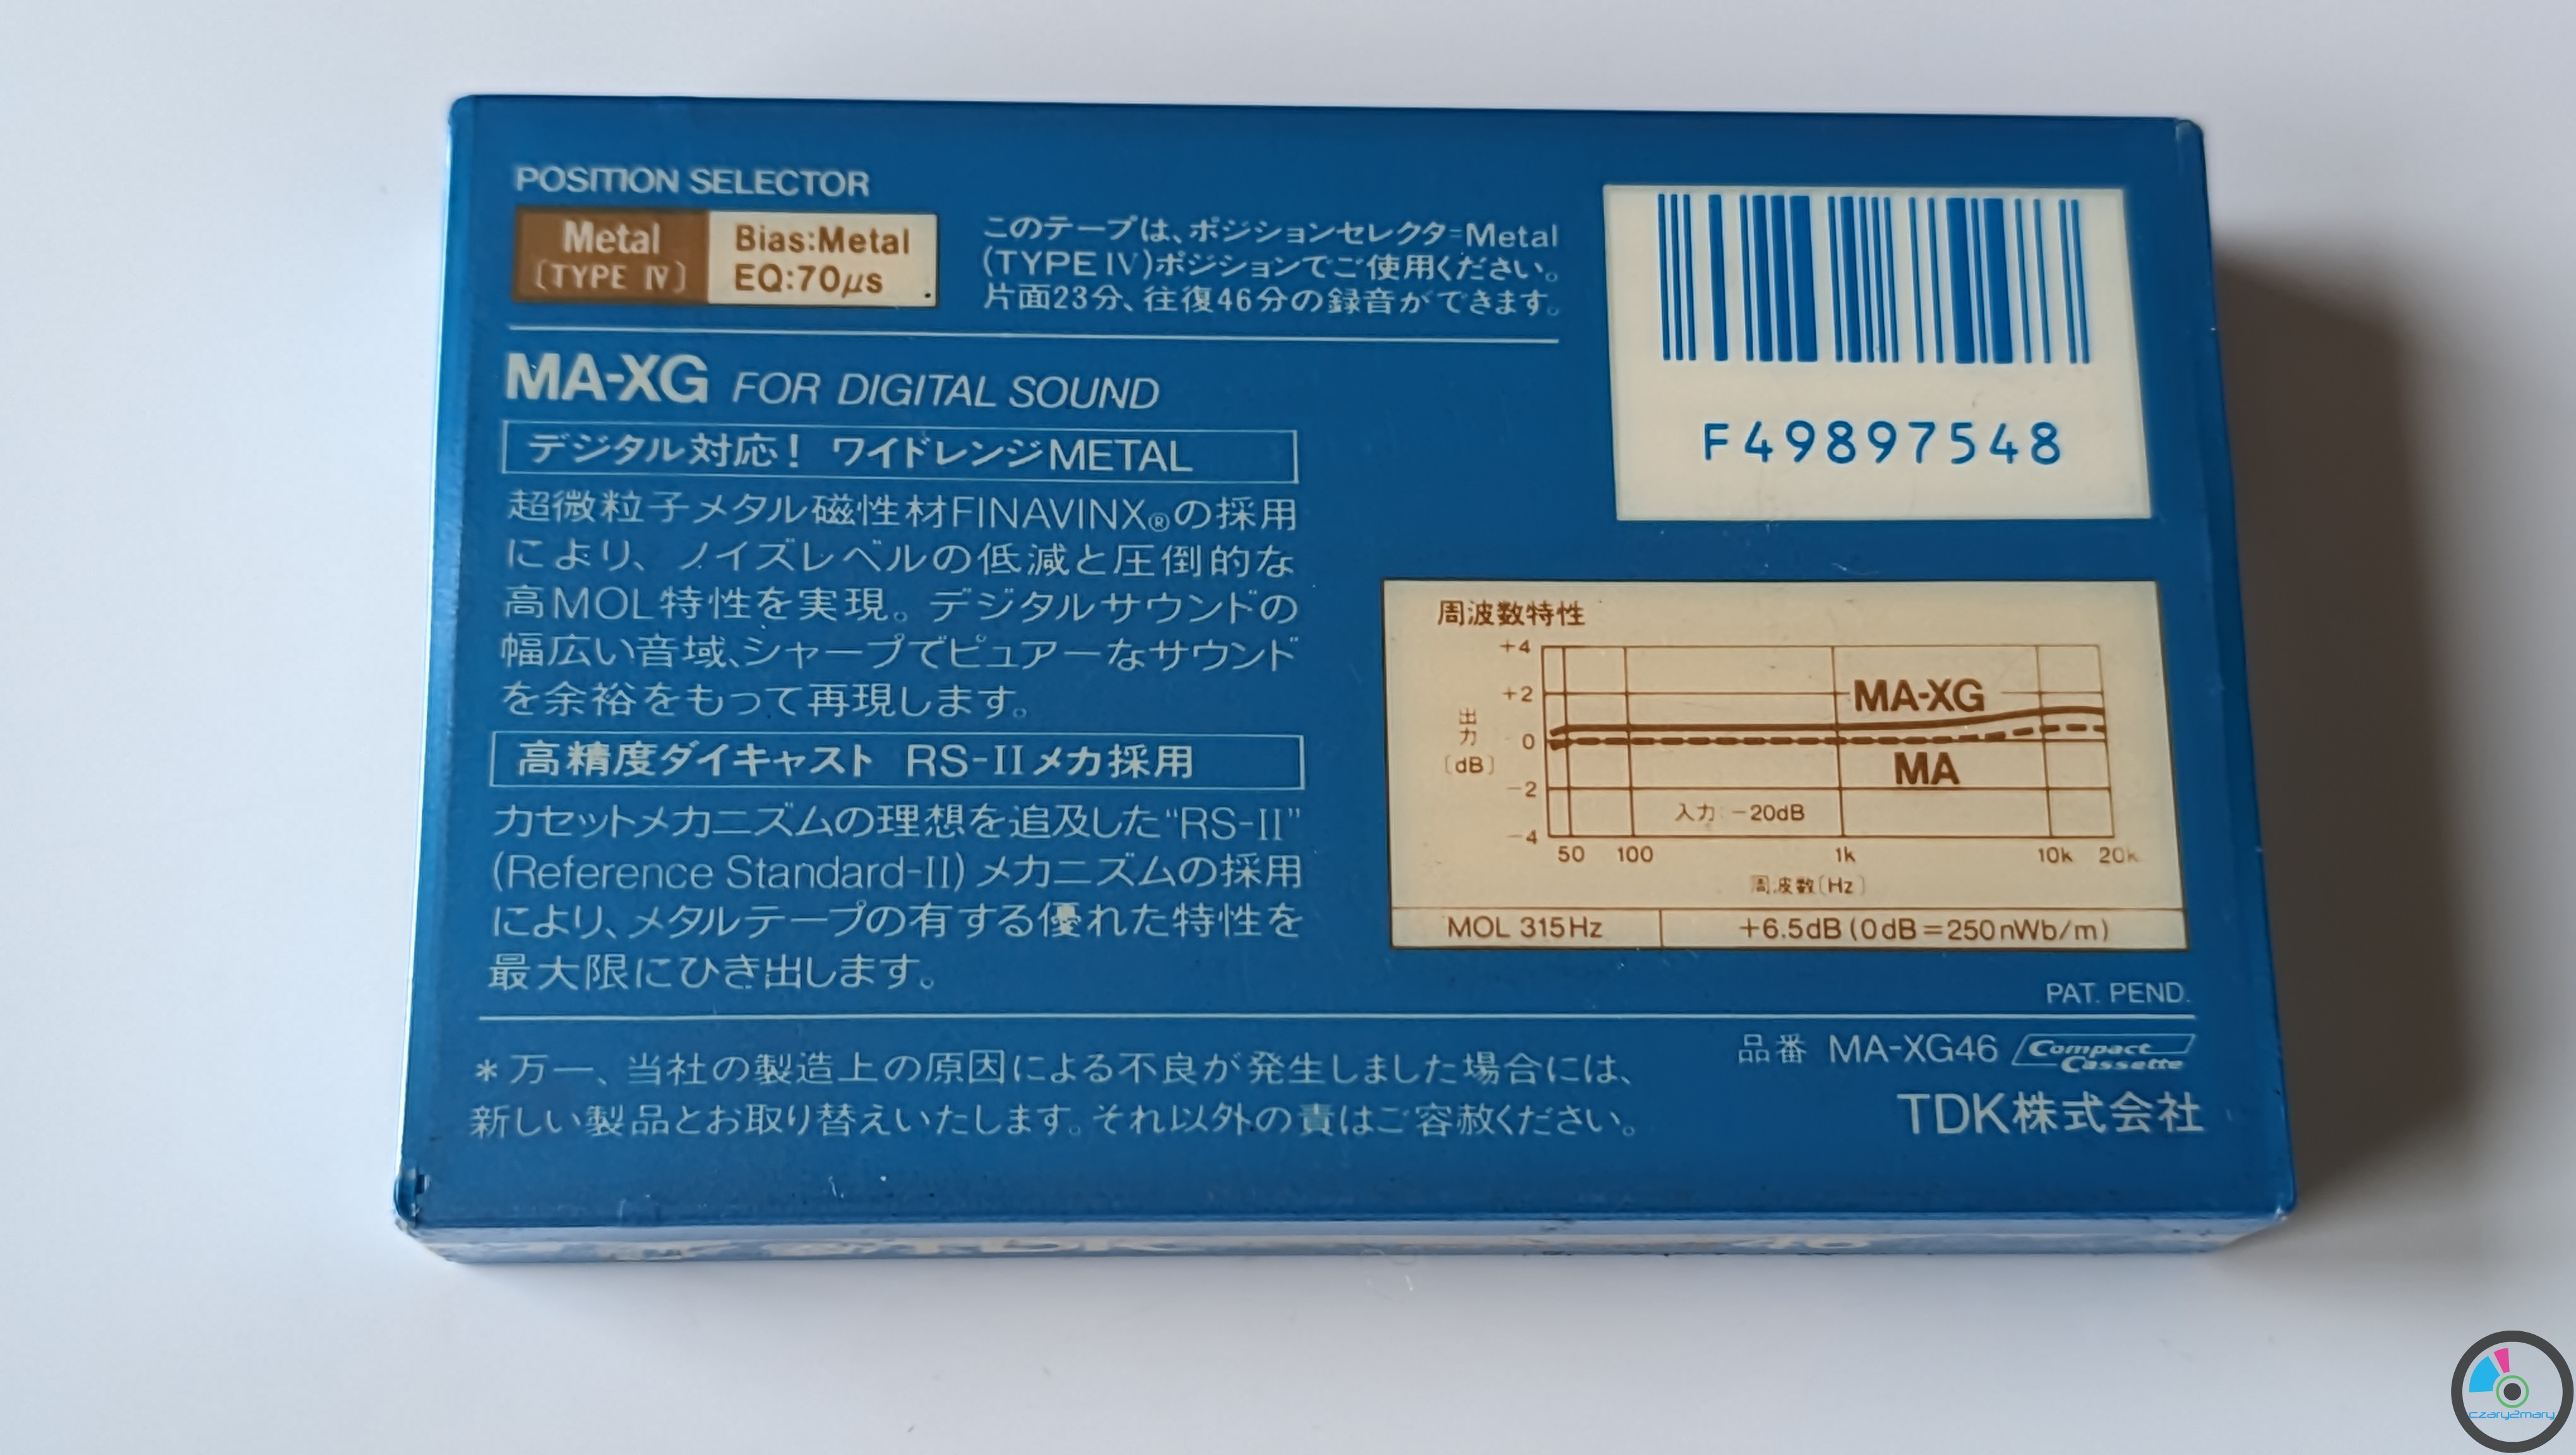 POSITION SELECTOR
Metal
〔TYPE Ⅳ〕
Bias:Metal
EQ:70μs
このテープは、ポジションセレクタ=Metal
(TYPE Ⅳ)ポジションでご使用ください。
片面23分、往復46分の録音ができます。
F49897548
MA-XG FOR DIGITAL SOUND
デジタル対応! ワイドレンジMETAL
超微粒子メタル磁性材FINAVINX®の採用
により、ノイズレベルの低減と圧倒的な
高MOL特性を実現。デジタルサウンドの
幅広い音域、シャープでピュアーなサウンド
を余裕をもって再現します。
高精度ダイキャスト RS-IIメカ採用
カセットメカニズムの理想を追及した“RS-II”
(Reference Standard-II)メカニズムの採用
により、メタルテープの有する優れた特性を
最大限にひき出します。
周波数特性
+4
+2
0
-2
-4
出力
〔dB〕
MA-XG
MA
入力:-20dB
50 100 1k 10k 20k
周波数〔Hz〕
MOL 315Hz
+6.5dB(0dB=250nWb/m)
PAT. PEND.
*万一、当社の製造上の原因による不良が発生しました場合には、
新しい製品とお取り替えいたします。それ以外の責はご容赦ください。
品番 MA-XG46 Compact Cassette
TDK株式会社
TDK
46
czary2mary